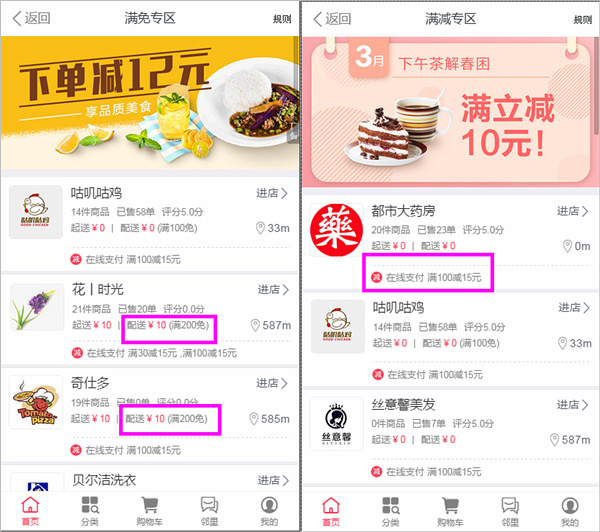 返回
满免专区
规则
下单减12元
享品质美食
咕叽咕鸡
进店
14件商品 已售58单 评分5.0分
起送¥0 | 配送¥0 (满100免)
33m
减 在线支付 满100减15元
咕叽咕鸡
GOOD CHICKEN
花丨时光
进店
21件商品 已售20单 评分0.0分
起送¥10 | 配送¥10 (满200免)
587m
减 在线支付 满30减15元 ,满100减15元
奇仕多
进店
19件商品 已售0单 评分0.0分
起送¥10 配送¥10 (满200免)
585m
Tomato
pizza
减 在线支付 满100减15元
贝尔洁洗衣
进店
首页
分类
购物车
邻里
我的
返回
满减专区
规则
3月
下午茶解春困
满立减
10元!
藥
都市大药房
进店
20件商品 已售23单 评分5.0分
起送¥0 | 配送¥0
0m
减 在线支付 满100减15元
咕叽咕鸡
GOOD CHICKEN
咕叽咕鸡
进店
14件商品 已售58单 评分5.0分
起送¥0 | 配送¥0 (满100免)
33m
减 在线支付 满100减15元
丝意馨
丝意馨美发
进店
0件商品 已售7单 评分5.0分
起送¥0 | 配送¥0
587m
减 在线支付 满100减15元
首页
分类
购物车
邻里
我的